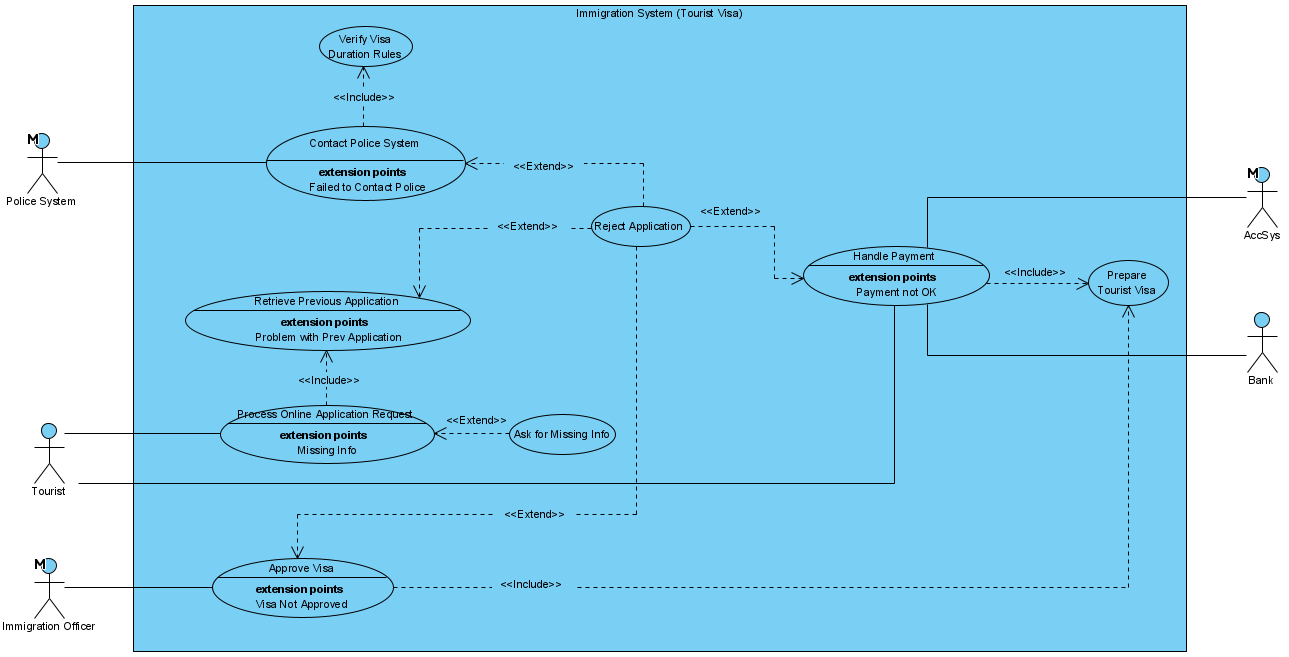 Immigration System (Tourist Visa)
Verify Visa
Duration Rules
<<Include>>
M
Police System
Contact Police System
extension points
Failed to Contact Police
<<Extend>>
<<Extend>>
Reject Application
<<Extend>>
M
AccSys
Handle Payment
extension points
Payment not OK
<<Include>>
Prepare
Tourist Visa
Retrieve Previous Application
extension points
Problem with Prev Application
Bank
<<Include>>
Tourist
Process Online Application Request
extension points
Missing Info
<<Extend>>
Ask for Missing Info
<<Extend>>
M
Immigration Officer
Approve Visa
extension points
Visa Not Approved
<<Include>>